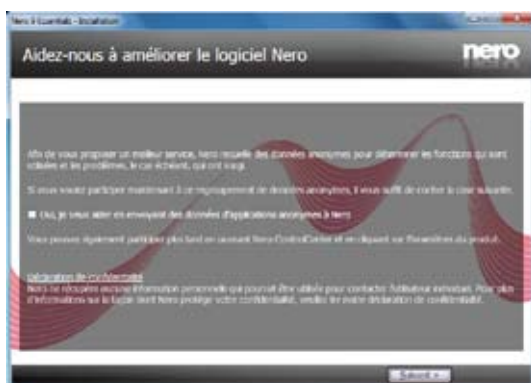 Nero 9 Essentials - Installation
Aidez-nous à améliorer le logiciel Nero
nero
Afin de vous proposer un meilleur service, Nero recueille des données anonymes pour déterminer les fonctions qui sont
utilisées et les problèmes, le cas échéant, qui ont surgi.
Si vous voulez participer maintenant à ce regroupement de données anonymes, il vous suffit de cocher la case suivante.
Oui, je veux aider en envoyant des données d'applications anonymes à Nero
Vous pouvez également participer plus tard en ouvrant Nero ControlCenter et en cliquant sur Paramètres du produit.
Déclaration de confidentialité
Nero ne récupère aucune information personnelle qui pourrait être utilisée pour contacter l'utilisateur individuel. Pour plus
d'informations sur la façon dont Nero protège votre confidentialité, veuillez lire notre déclaration de confidentialité.
Suivant >